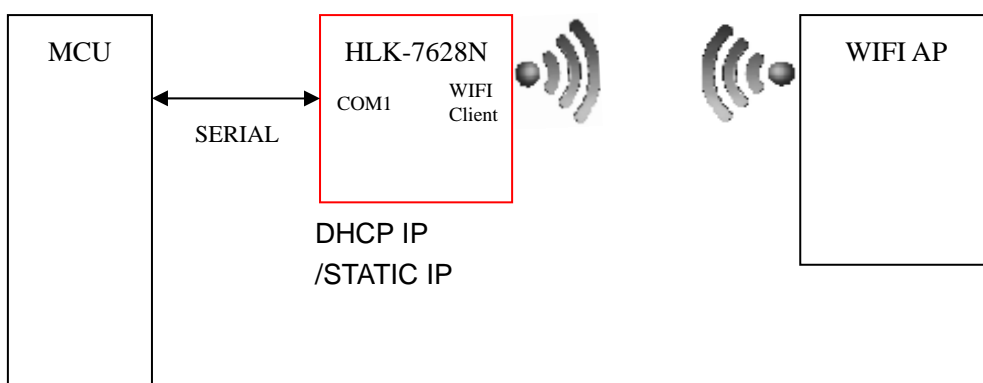 MCU
SERIAL
HLK-7628N
COM1
WIFI
Client
DHCP IP
/STATIC IP
WIFI AP